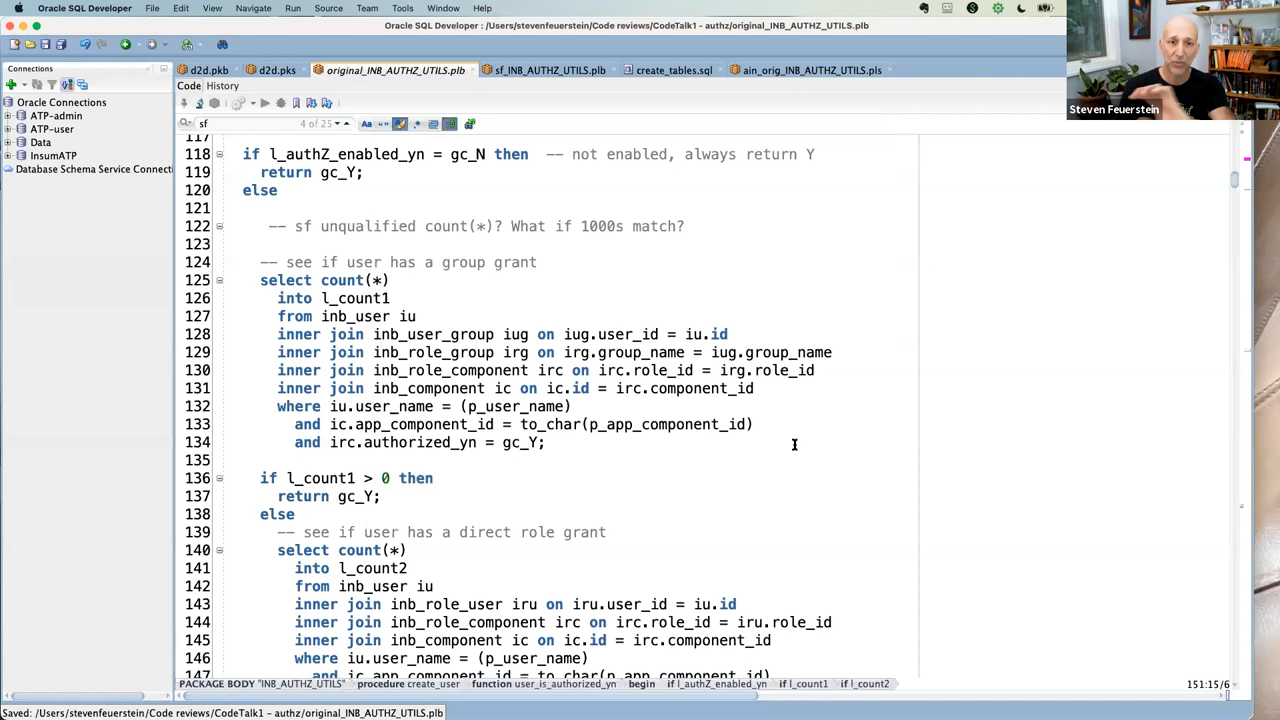 Oracle SQL Developer File Edit View Navigate Run Source Team Tools Window Help
Oracle SQL Developer : /Users/stevenfeuerstein/Code reviews/CodeTalk1 - authz/original_INB_AUTHZ_UTILS.plb
Connections
d2d.pkb
d2d.pks
original_INB_AUTHZ_UTILS.plb
sf_INB_AUTHZ_UTILS.plb
create_tables.sql
ain_orig_INB_AUTHZ_UTILS.pls
Code History
Oracle Connections
ATP-admin
ATP-user
Data
InsumATP
Database Schema Service Connecti
sf
4 of 25
Aa
117
118 if l_authZ_enabled_yn = gc_N then -- not enabled, always return Y
119 return gc_Y;
120 else
121
122 -- sf unqualified count(*)? What if 1000s match?
123
124 -- see if user has a group grant
125 select count(*)
126 into l_count1
127 from inb_user iu
128 inner join inb_user_group iug on iug.user_id = iu.id
129 inner join inb_role_group irg on irg.group_name = iug.group_name
130 inner join inb_role_component irc on irc.role_id = irg.role_id
131 inner join inb_component ic on ic.id = irc.component_id
132 where iu.user_name = (p_user_name)
133 and ic.app_component_id = to_char(p_app_component_id)
134 and irc.authorized_yn = gc_Y;
135
136 if l_count1 > 0 then
137 return gc_Y;
138 else
139 -- see if user has a direct role grant
140 select count(*)
141 into l_count2
142 from inb_user iu
143 inner join inb_role_user iru on iru.user_id = iu.id
144 inner join inb_role_component irc on irc.role_id = iru.role_id
145 inner join inb_component ic on ic.id = irc.component_id
146 where iu.user_name = (p_user_name)
147 and ic.app_component_id = to_char(p_app_component_id)
PACKAGE BODY "INB_AUTHZ_UTILS" procedure create_user function user_is_authorized_yn begin if l_authZ_enabled_yn if l_count1 if l_count2
151:15/6
Saved: /Users/stevenfeuerstein/Code reviews/CodeTalk1 - authz/original_INB_AUTHZ_UTILS.plb
Steven Feuerstein